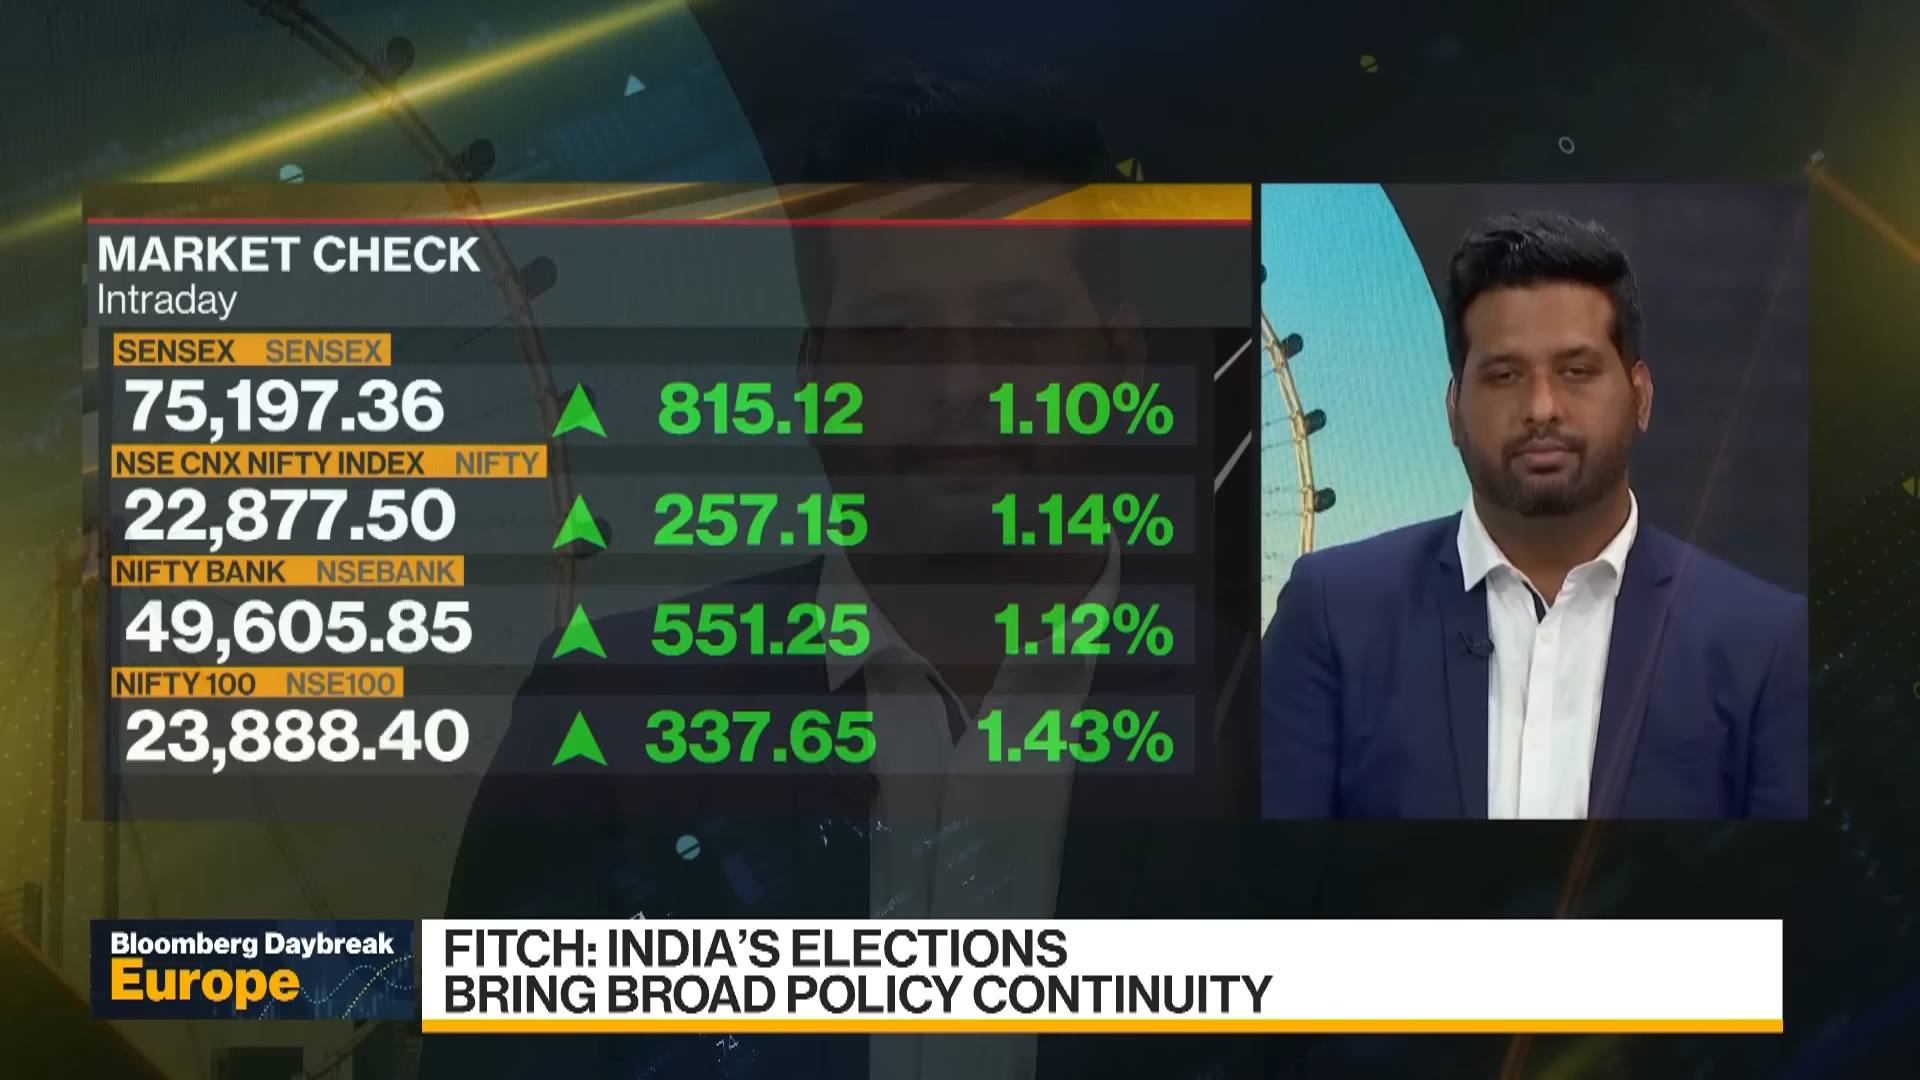 MARKET CHECK
Intraday
SENSEX SENSEX
75,197.36 815.12 1.10%
NSE CNX NIFTY INDEX NIFTY
22,877.50 257.15 1.14%
NIFTY BANK NSEBANK
49,605.85 551.25 1.12%
NIFTY 100 NSE100
23,888.40 337.65 1.43%
Bloomberg Daybreak
Europe
FITCH: INDIA'S ELECTIONS
BRING BROAD POLICY CONTINUITY